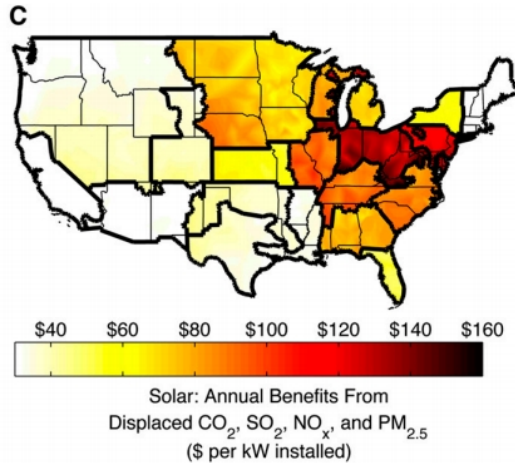 C
$40 $60 $80 $100 $120 $140 $160
Solar: Annual Benefits From
Displaced CO₂, SO₂, NOₓ, and PM₂.₅
($ per kW installed)